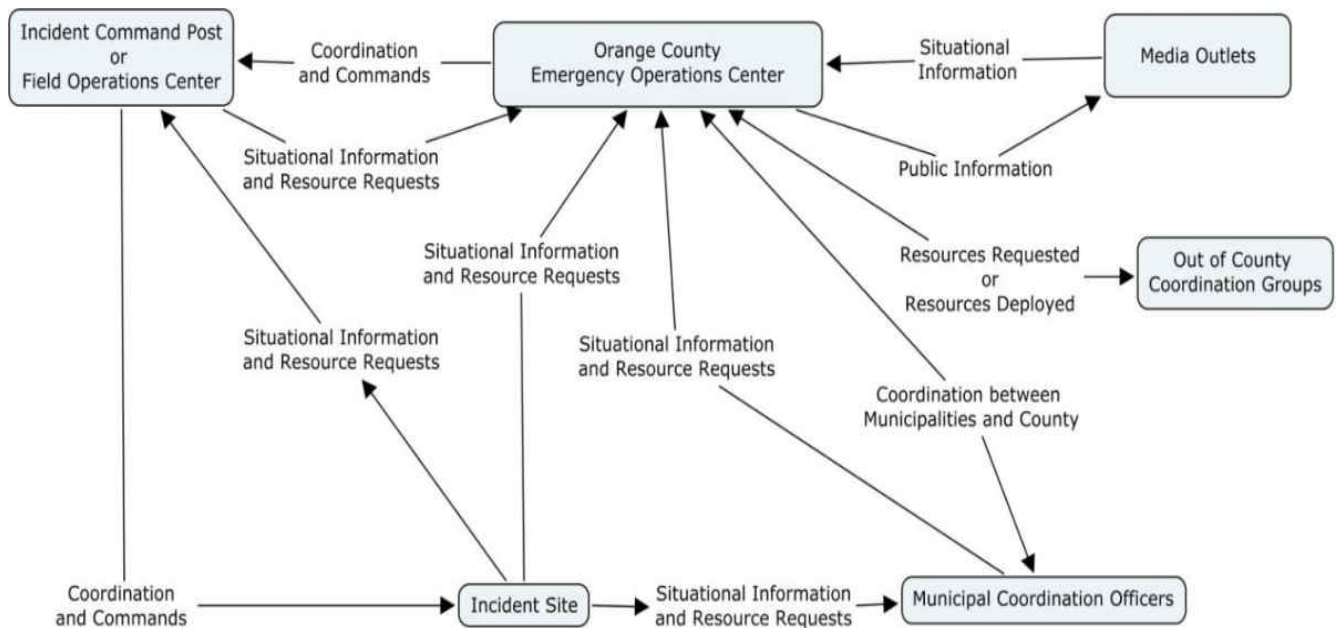 Incident Command Post
or
Field Operations Center
Coordination
and Commands
Orange County
Emergency Operations Center
Situational
Information
Media Outlets
Situational Information
and Resource Requests
Public Information
Situational Information
and Resource Requests
Resources Requested
or
Resources Deployed
Out of County
Coordination Groups
Situational Information
and Resource Requests
Situational Information
and Resource Requests
Coordination between
Municipalities and County
Coordination
and Commands
Incident Site
Situational Information
and Resource Requests
Municipal Coordination Officers